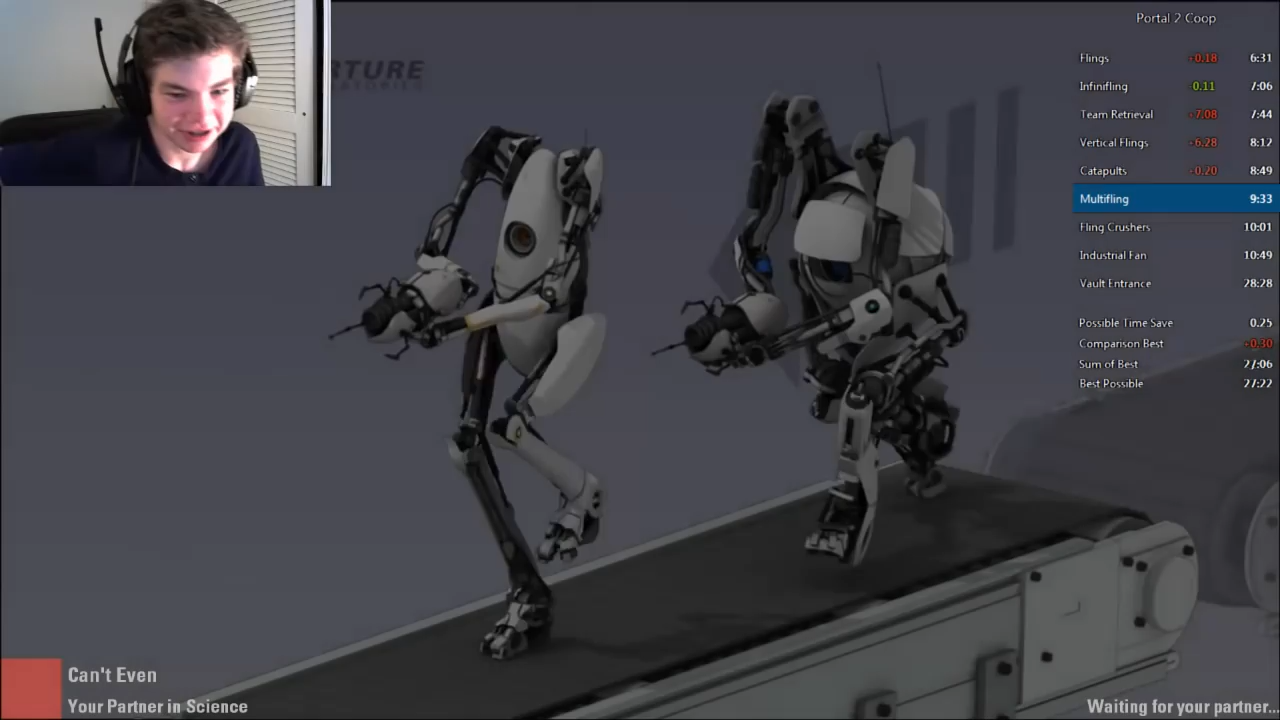 RTURE
Portal 2 Coop
Flings -0.18 6:31
Infinifling -0.11 7:06
Team Retrieval +7.08 7:44
Vertical Flings +6.28 8:12
Catapults -0.20 8:49
Multifling 9:33
Fling Crushers 10:01
Industrial Fan 10:49
Vault Entrance 28:28
Possible Time Save 0.25
Comparison Best +0.30
Sum of Best 27:06
Best Possible 27:22
Can't Even
Your Partner in Science
Waiting for your partner...